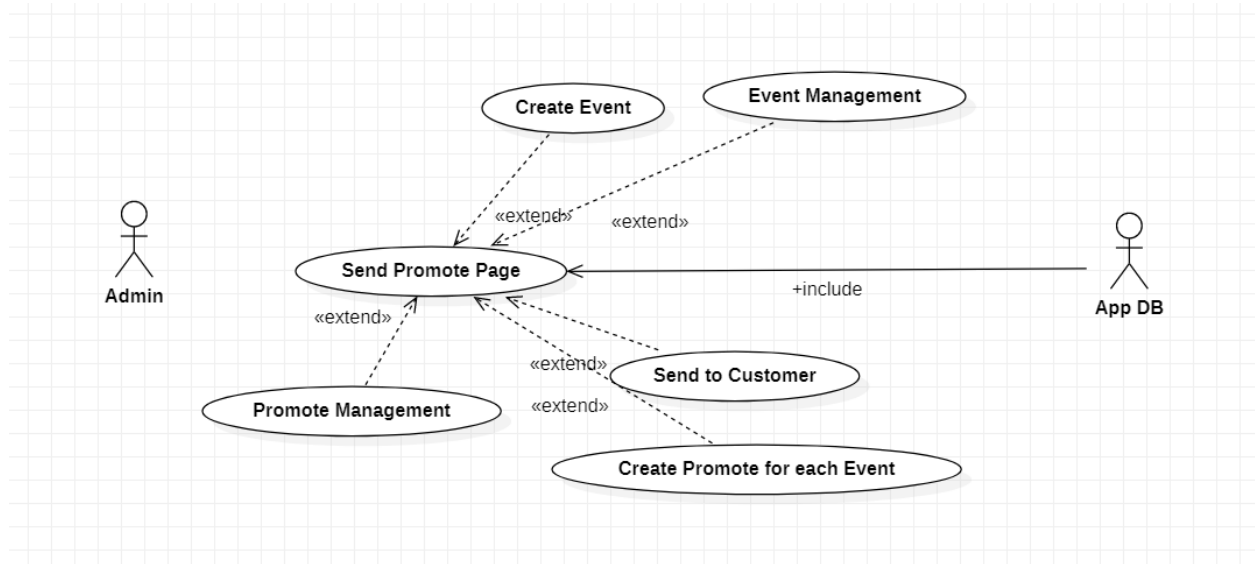 Create Event
Event Management
«extend»
«extend»
Send Promote Page
Admin
+include
App DB
«extend»
«extend»
Send to Customer
Promote Management
«extend»
Create Promote for each Event